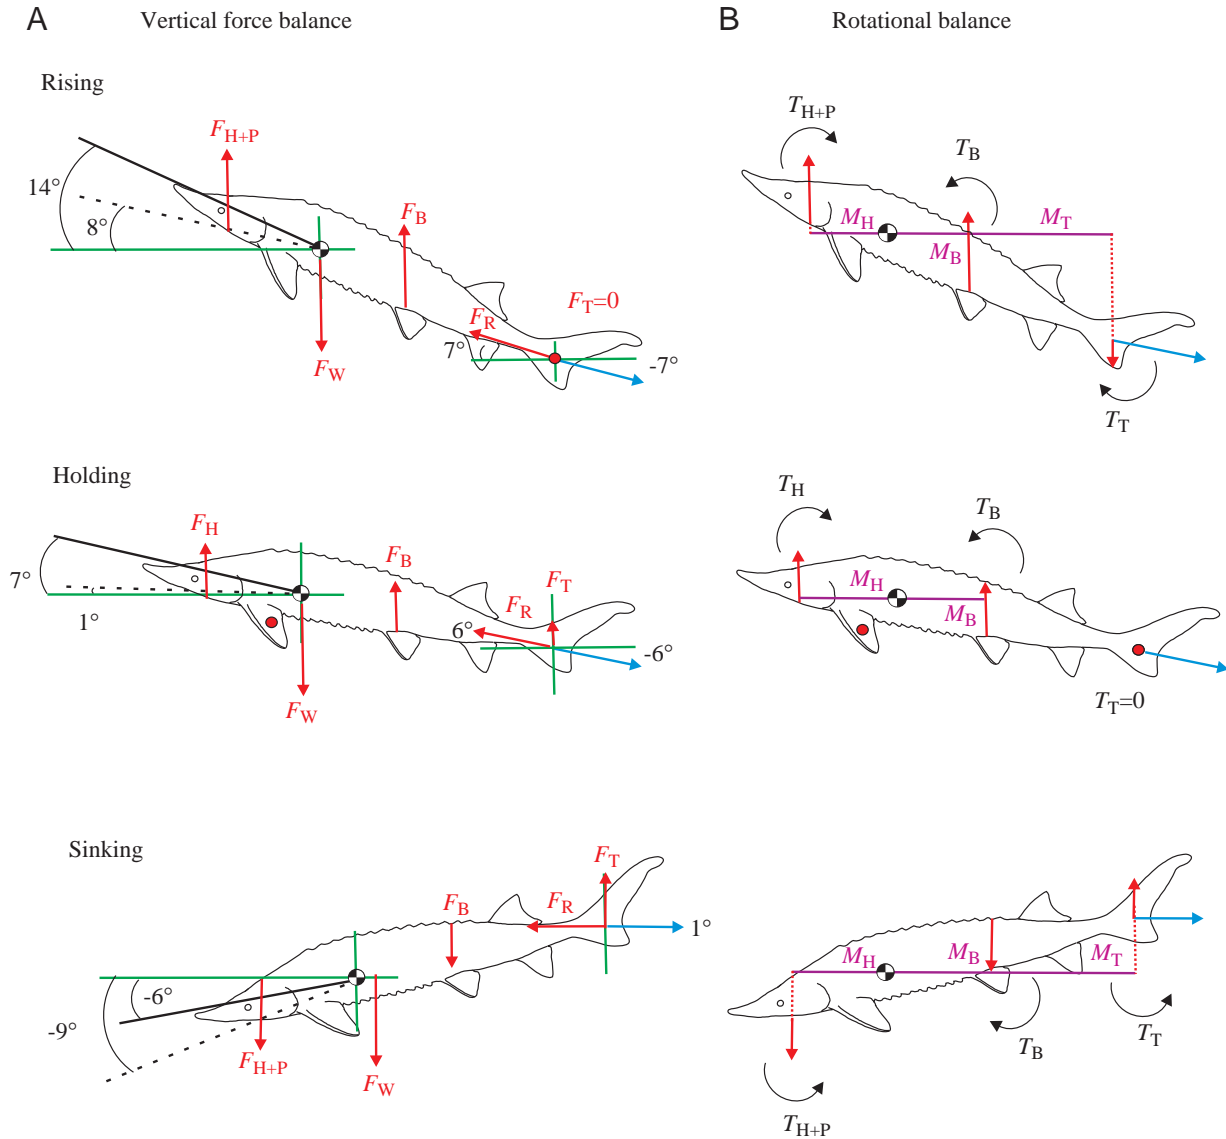 A Vertical force balance
B Rotational balance
Rising
F_H+P
14°
8°
F_B
F_T=0
F_R
7°
-7°
F_W
T_H+P
T_B
M_H
M_T
M_B
T_T
Holding
F_H
7°
1°
F_B
F_T
F_R
6°
-6°
F_W
T_H
T_B
M_H
M_B
T_T=0
Sinking
F_T
F_B
F_R
1°
-6°
-9°
F_H+P
F_W
M_H
M_B
M_T
T_B
T_T
T_H+P